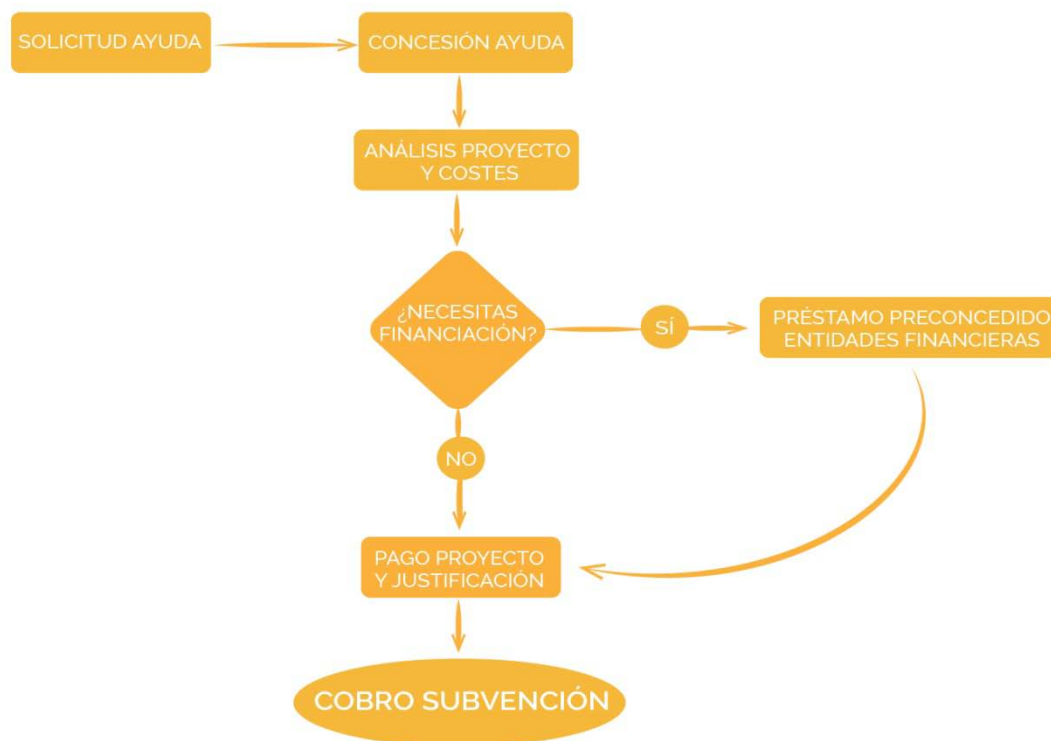 SOLICITUD AYUDA
CONCESIÓN AYUDA
ANÁLISIS PROYECTO
Y COSTES
¿NECESITAS
FINANCIACIÓN?
SÍ
PRÉSTAMO PRECONCEDIDO
ENTIDADES FINANCIERAS
NO
PAGO PROYECTO
Y JUSTIFICACIÓN
COBRO SUBVENCIÓN